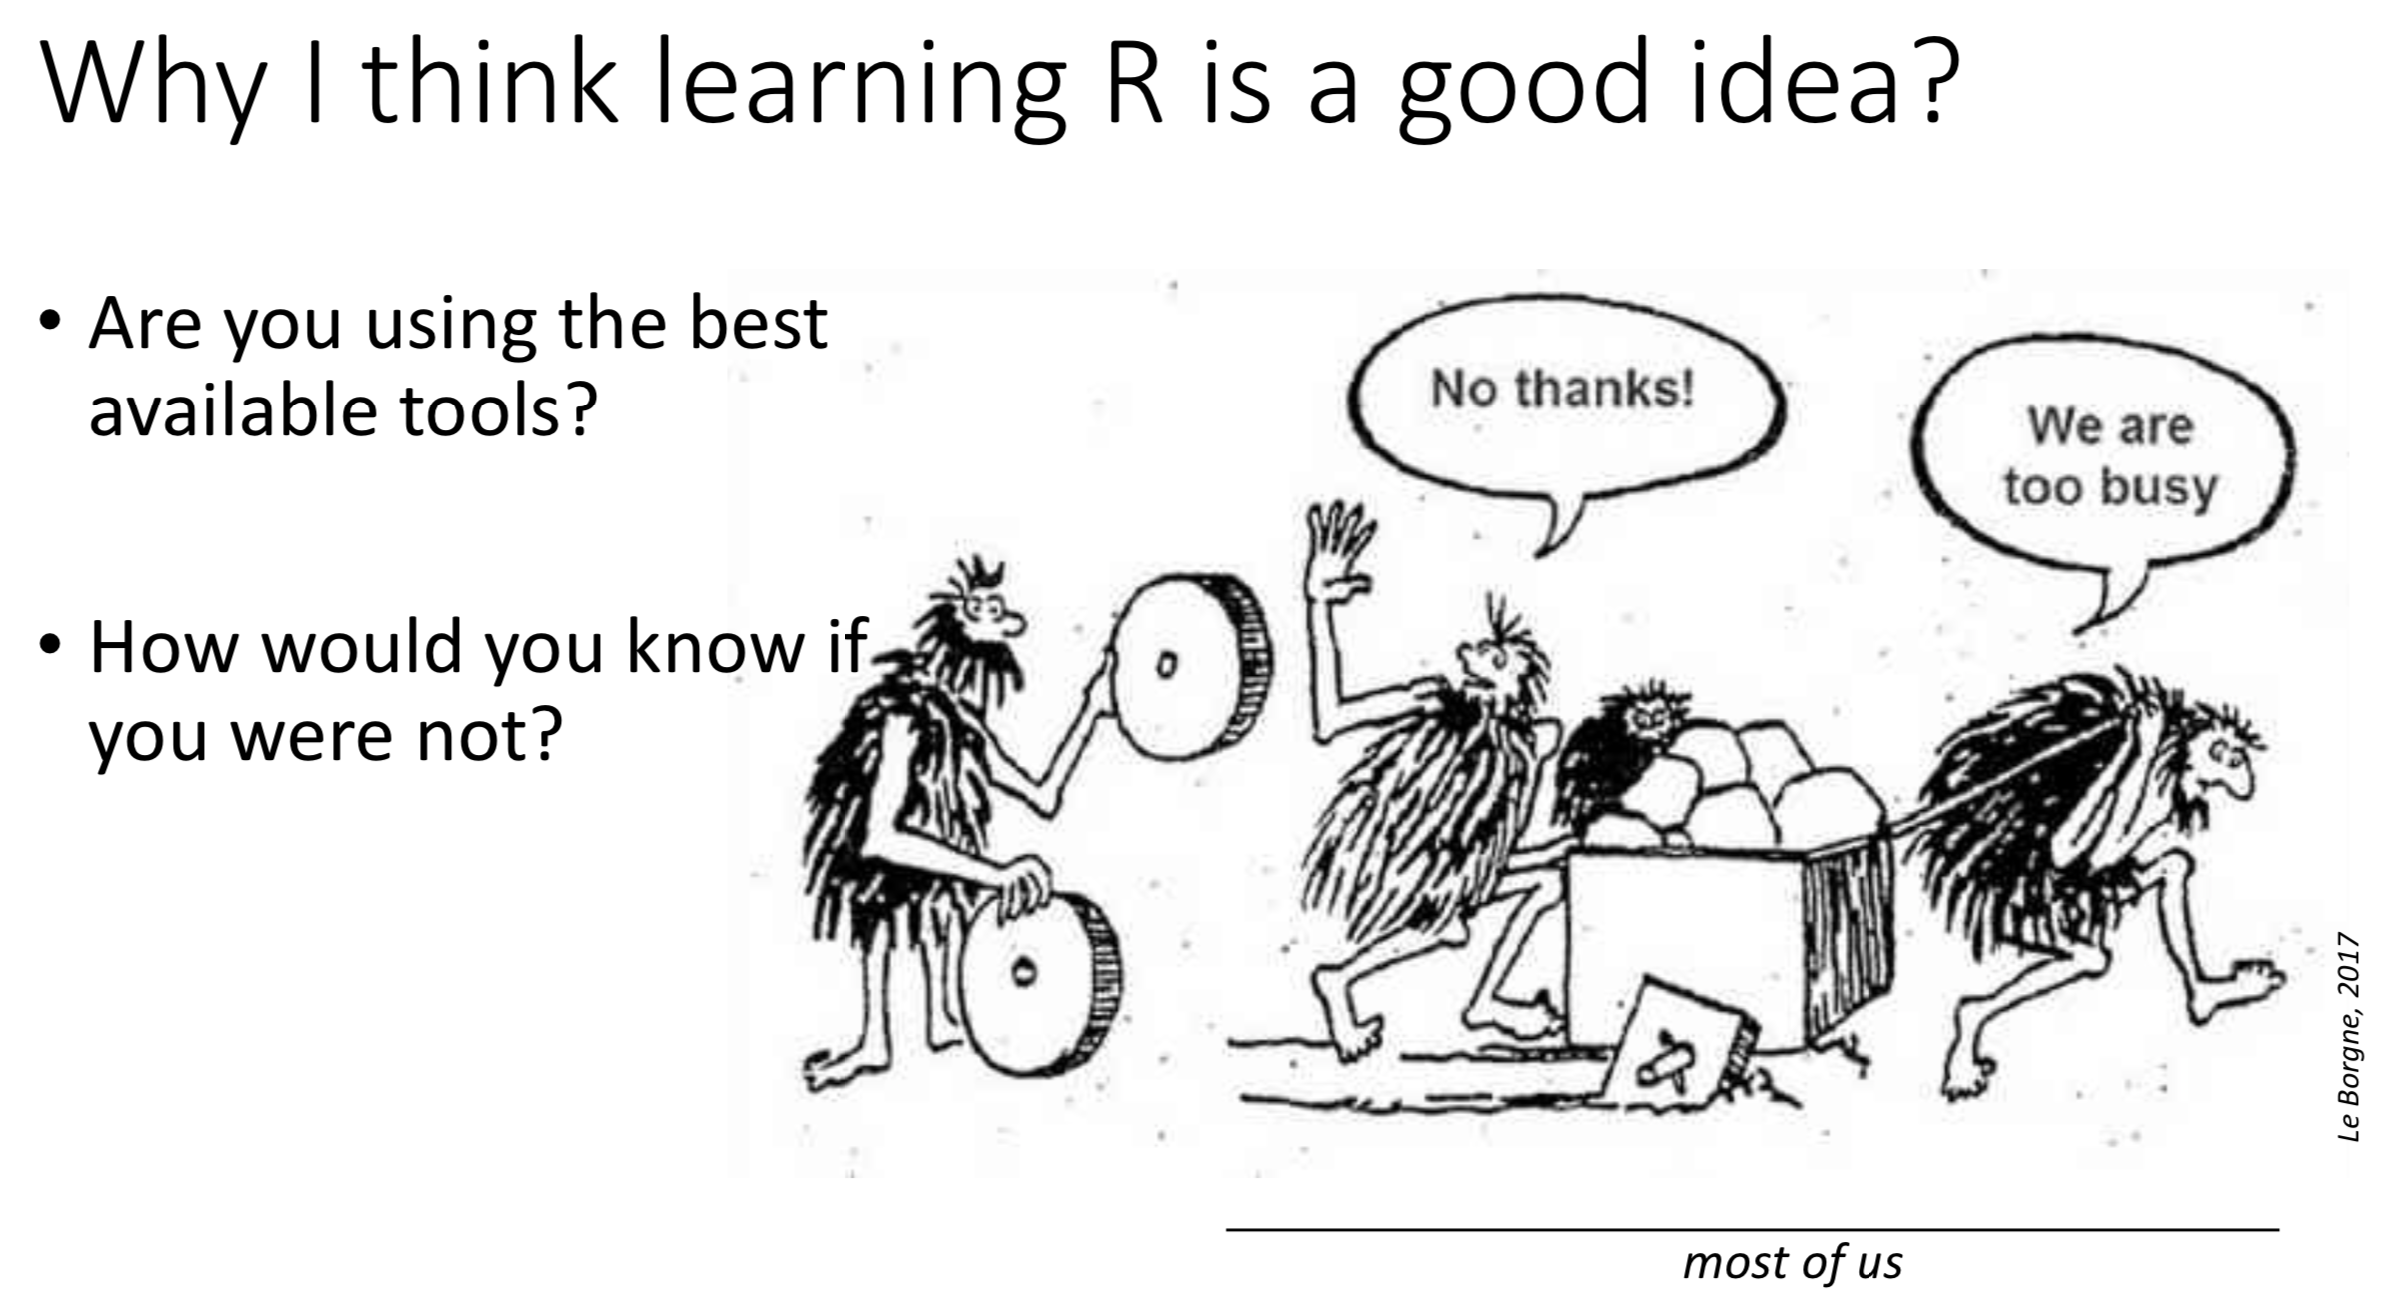 Why I think learning R is a good idea?
• Are you using the best
available tools?
• How would you know if
you were not?
No thanks!
We are
too busy
Le Borgne, 2017
most of us